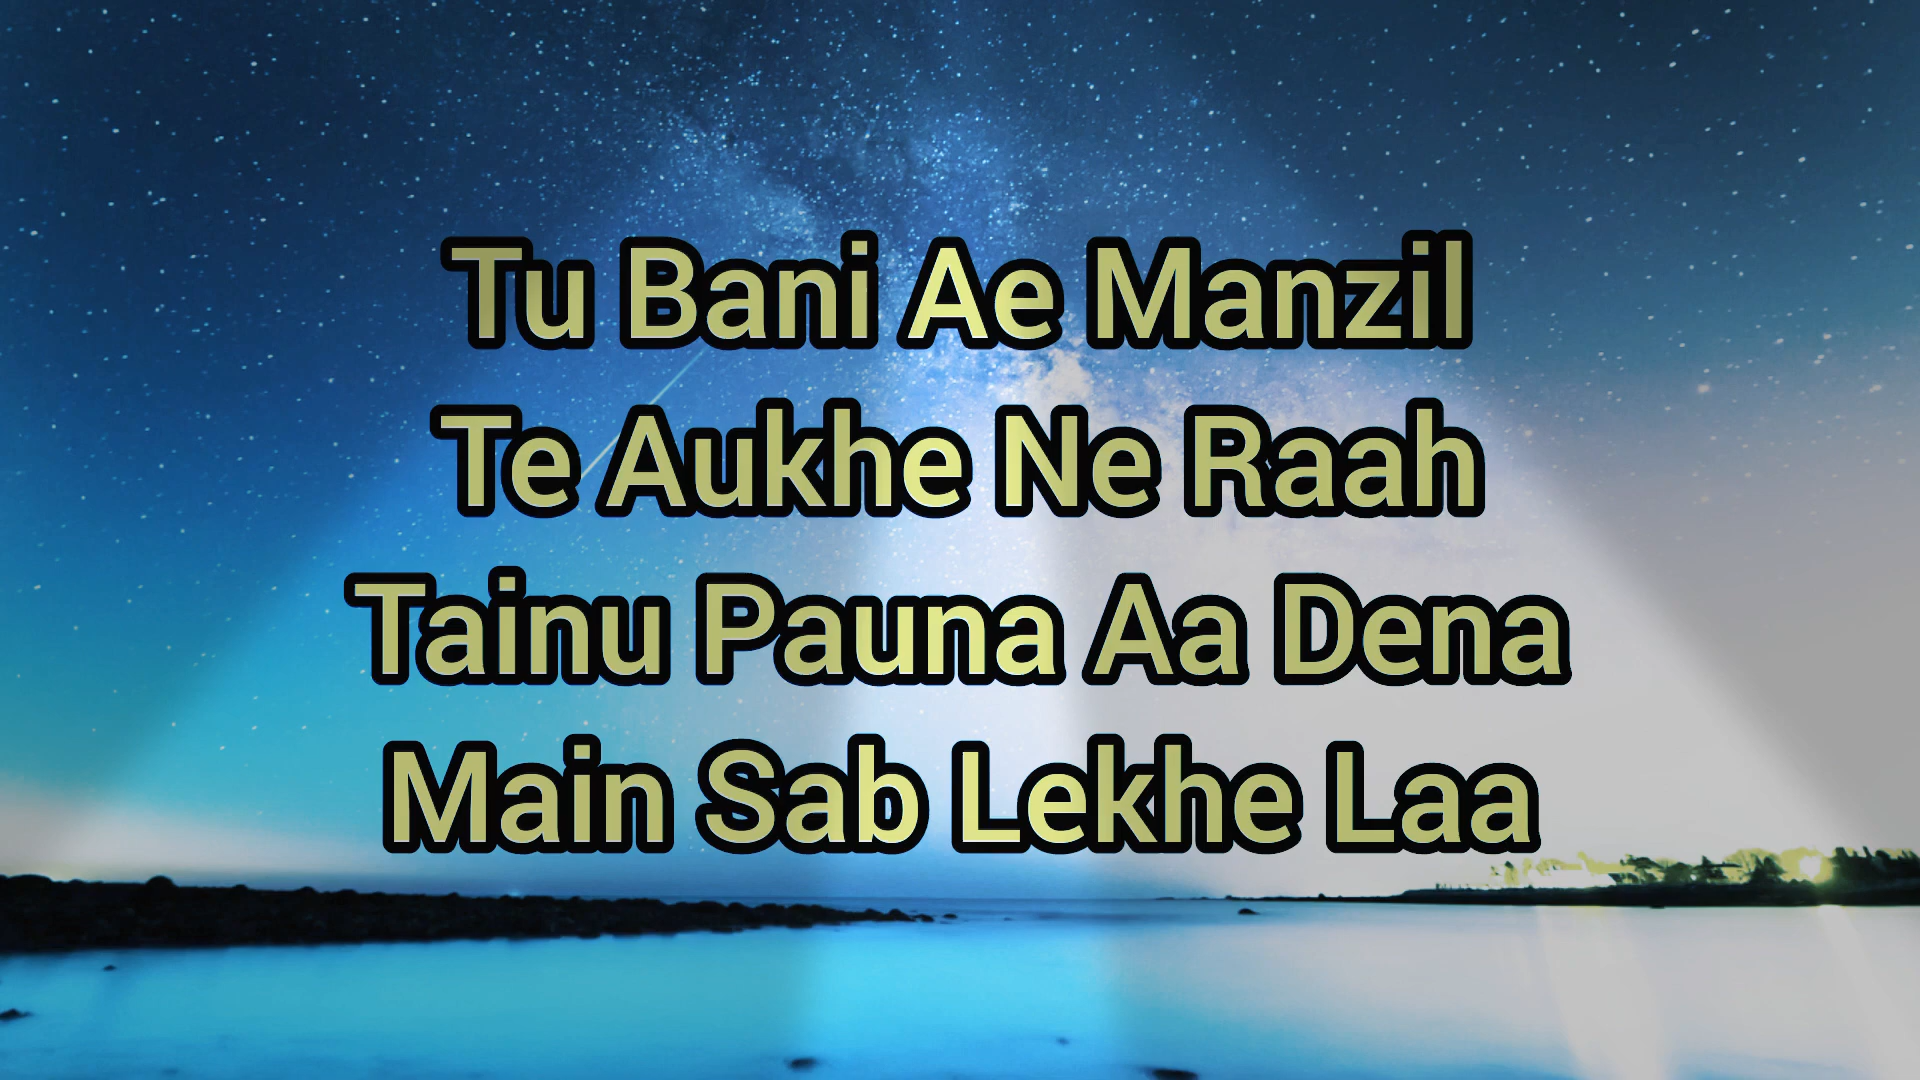 Tu Bani Ae Manzil
Te Aukhe Ne Raah
Tainu Pauna Aa Dena
Main Sab Lekhe Laa